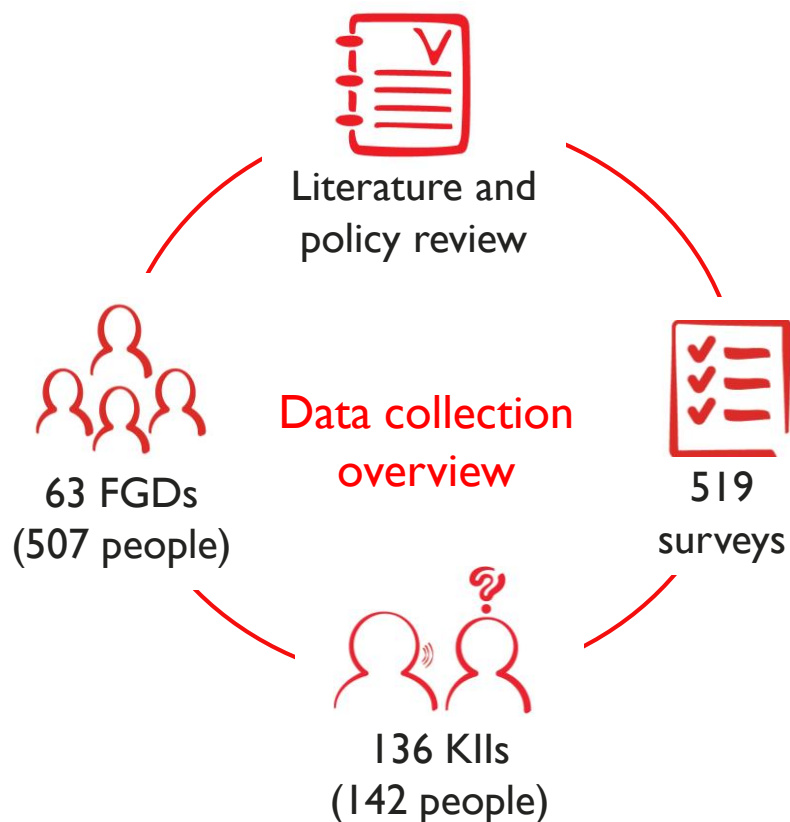 Literature and
policy review
Data collection
overview
63 FGDs
(507 people)
519
surveys
136 KIIs
(142 people)